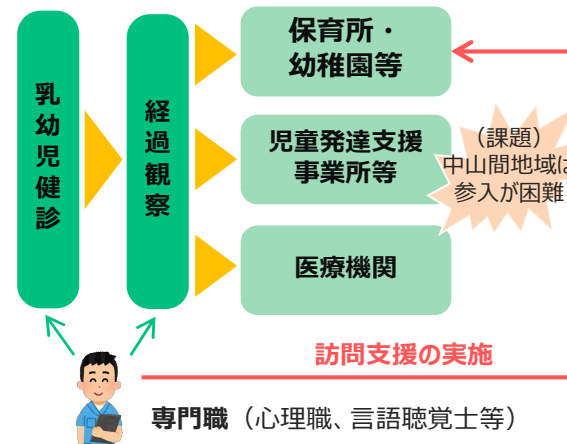 乳幼児健診
経過観察
保育所・
幼稚園等
児童発達支援
事業所等
（課題）
中山間地域は
参入が困難
医療機関
訪問支援の実施
専門職（心理職、言語聴覚士等）